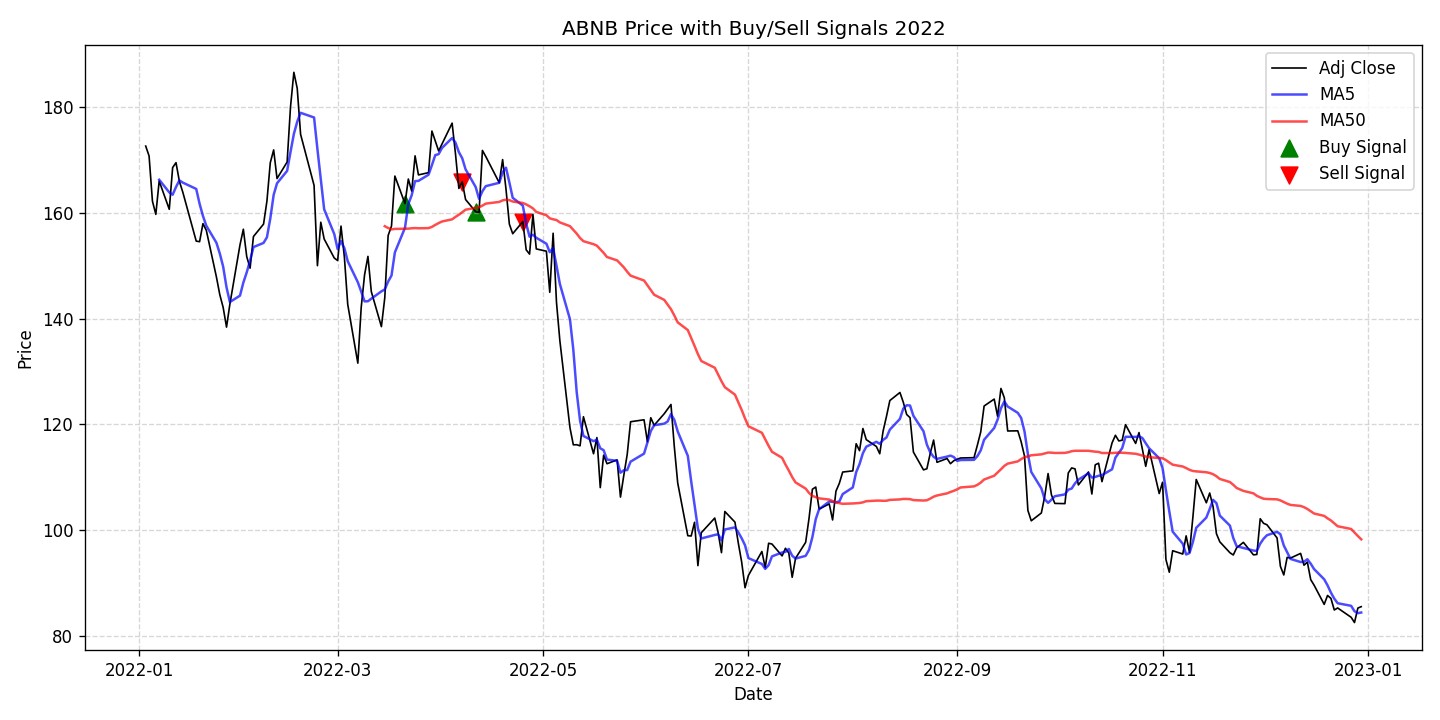 ABNB Price with Buy/Sell Signals 2022
Adj Close
MA5
MA50
Buy Signal
Sell Signal
Price
180
160
140
120
100
80
2022-01 2022-03 2022-05 2022-07 2022-09 2022-11 2023-01
Date